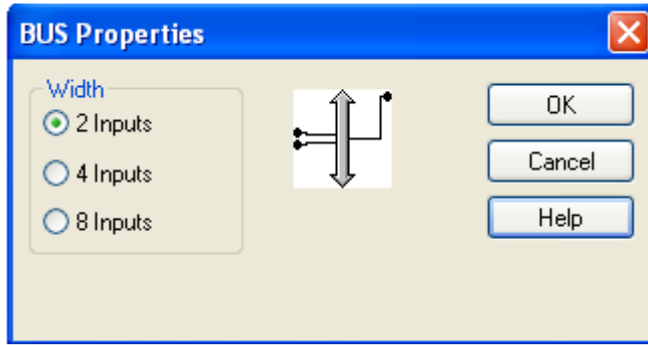 BUS Properties
Width
2 Inputs
4 Inputs
8 Inputs
OK
Cancel
Help